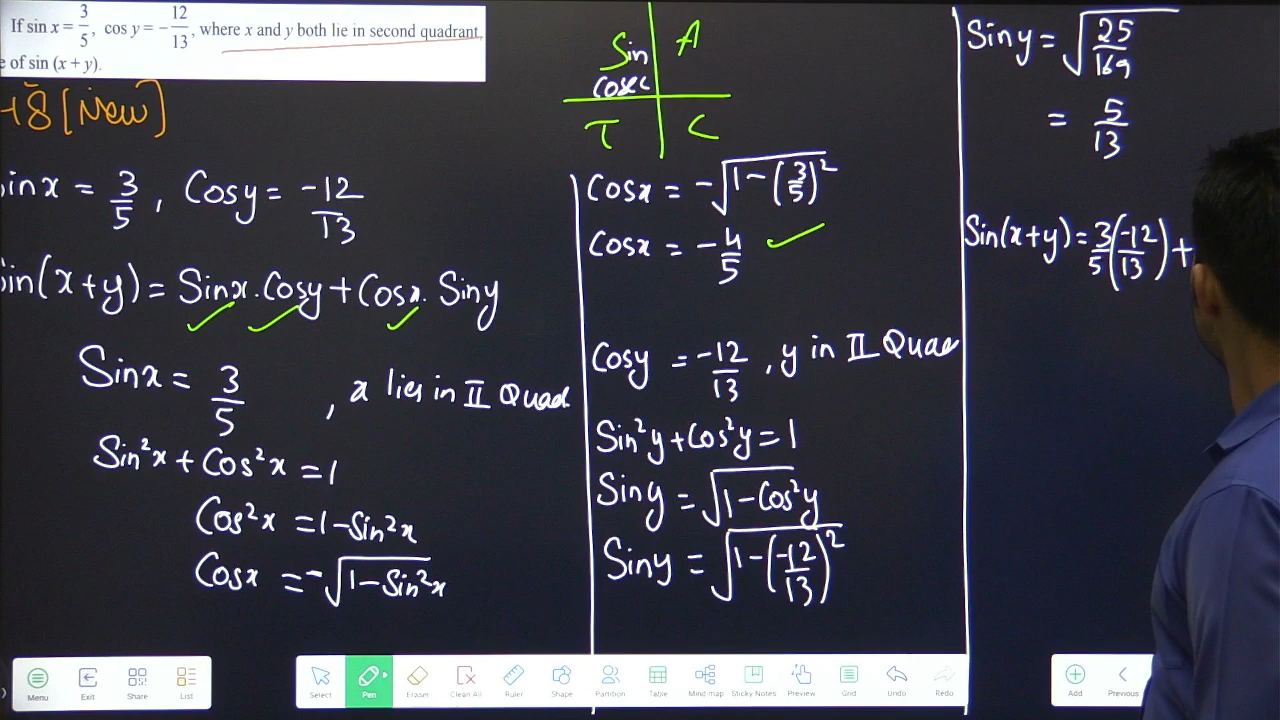 If sin x = 3/5, cos y = −12/13, where x and y both lie in second quadrant
e of sin (x + y).
18 [New]
inx = 3/5, Cosy = -12/13
Sin(x+y) = Sinx.Cosy + Cosx. Siny
Sinx = 3/5, x lies in II Quad
Sin²x + Cos²x = 1
Cos²x = 1 - Sin²x
Cosx = -√(1 - Sin²x)
Sin
Cosec
A
T
C
Cosx = -√(1 - (3/5)²)
Cosx = -4/5
Cosy = -12/13, y in II Quad
Sin²y + Cos²y = 1
Siny = √(1 - Cos²y)
Siny = √(1 - (-12/13)²)
Siny = √(25/169)
= 5/13
Sin(x+y) = 3/5(-12/13) +
Menu
Exit
Share
List
Select
Pen
Eraser
Clean All
Ruler
Shape
Partition
Table
Mind map
Sticky Notes
Preview
Grid
Undo
Redo
Add
Previous